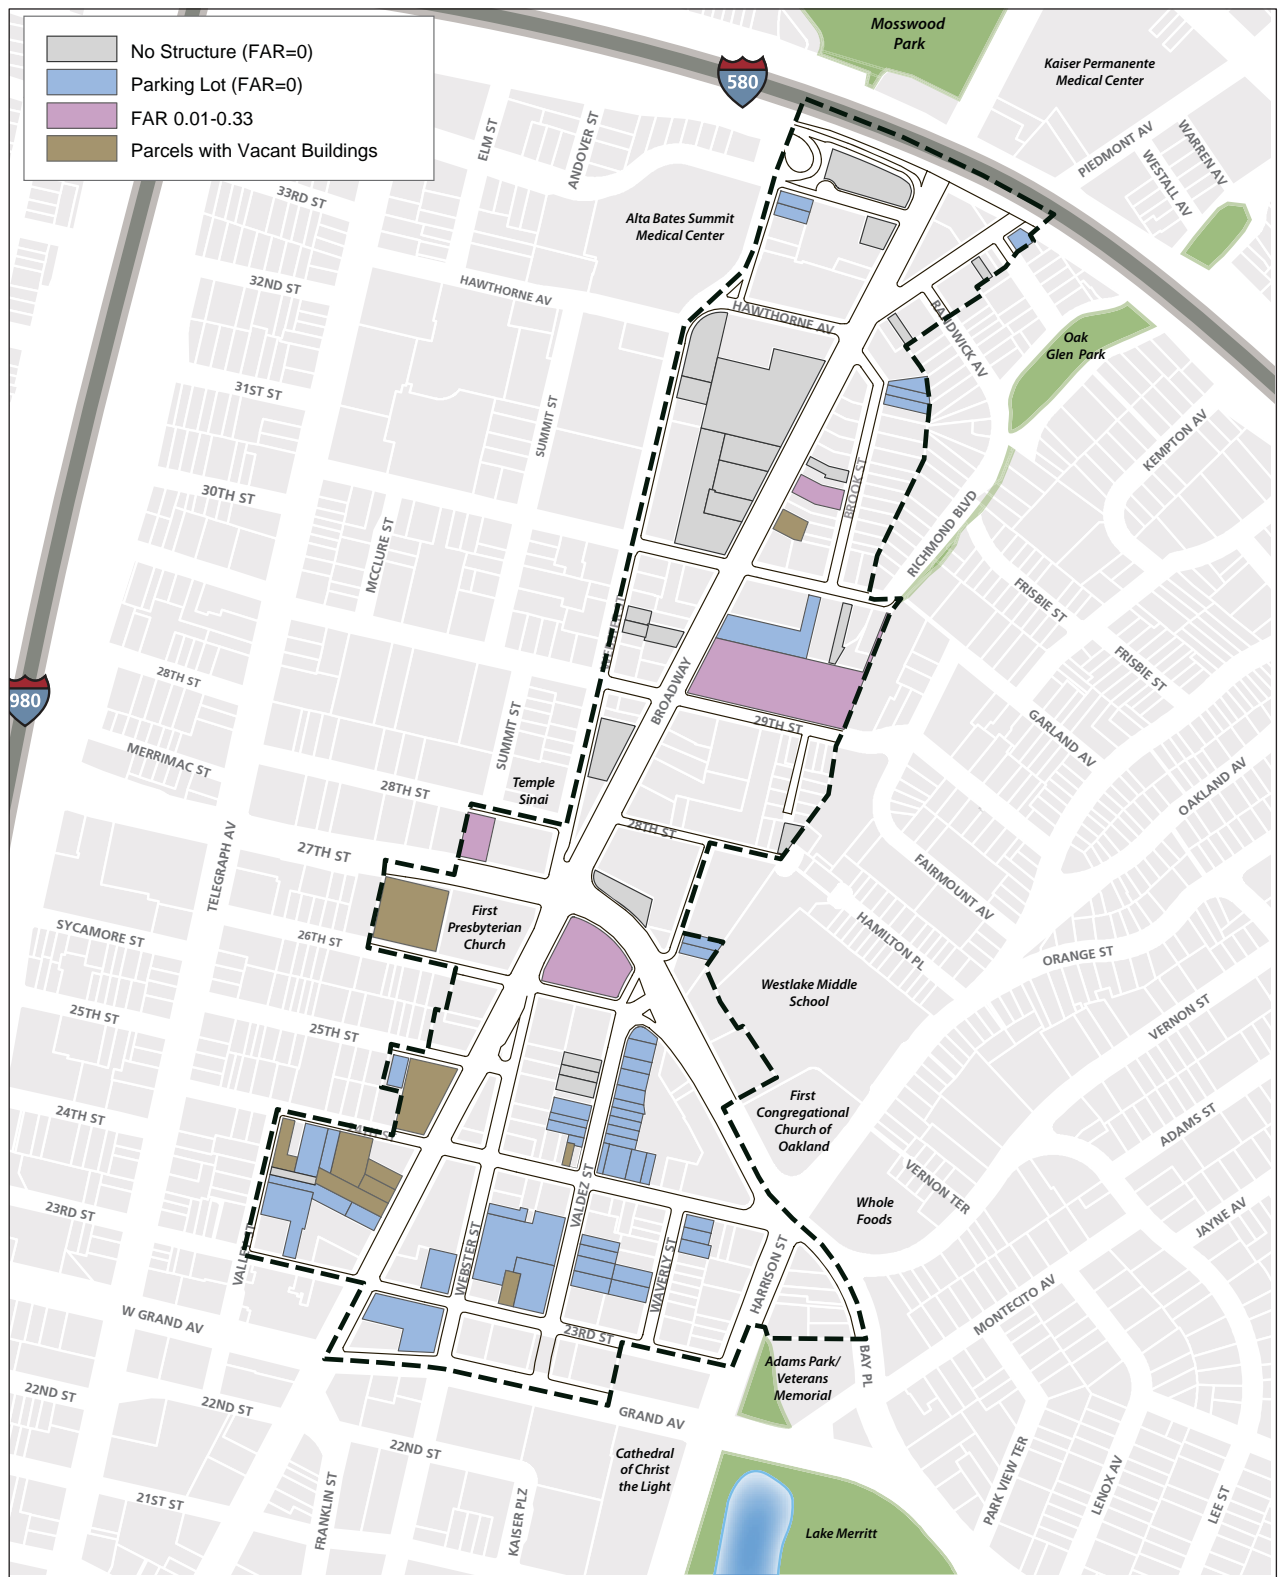 No Structure (FAR=0)
Parking Lot (FAR=0)
FAR 0.01-0.33
Parcels with Vacant Buildings
Mosswood
Park
Kaiser Permanente
Medical Center
580
ELM ST
ANDOVER ST
PIEDMONT AV
WARREN AV
WESTALL AV
33RD ST
Alta Bates Summit
Medical Center
32ND ST
HAWTHORNE AV
HAWTHORNE AV
RANDWICK AV
Oak
Glen Park
31ST ST
SUMMIT ST
KEMPTON AV
30TH ST
BROOK ST
MCCLURE ST
RICHMOND BLVD
FRISBIE ST
FRISBIE ST
28TH ST
980
BROADWAY
29TH ST
GARLAND AV
MERRIMAC ST
SUMMIT ST
OAKLAND AV
28TH ST
Temple
Sinai
28TH ST
27TH ST
TELEGRAPH AV
FAIRMOUNT AV
SYCAMORE ST
26TH ST
First
Presbyterian
Church
HAMILTON PL
ORANGE ST
Westlake Middle
School
25TH ST
25TH ST
VERNON ST
24TH ST
First
Congregational
Church of
Oakland
ADAMS ST
VERNON TER
23RD ST
VALDEZ ST
Whole
Foods
JAYNE AV
WEBSTER ST
WAVERLY ST
HARRISON ST
W GRAND AV
23RD ST
MONTECITO AV
Adams Park/
Veterans
Memorial
BAY PL
22ND ST
22ND ST
GRAND AV
22ND ST
Cathedral
of Christ
the Light
21ST ST
FRANKLIN ST
KAISER PLZ
PARK VIEW TER
LENOX AV
LEE ST
Lake Merritt